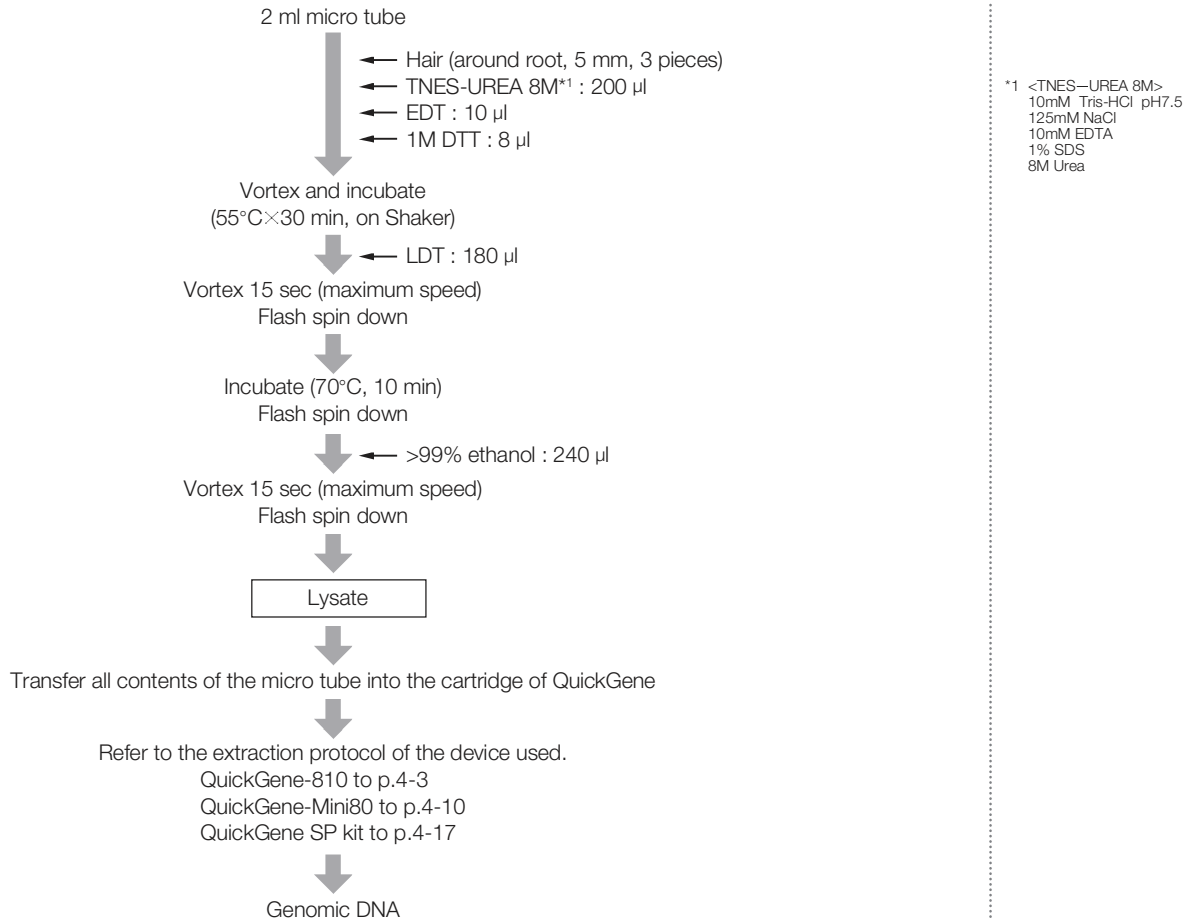 2 ml micro tube
Hair (around root, 5 mm, 3 pieces)
TNES-UREA 8M*1 : 200 µl
EDT : 10 µl
1M DTT : 8 µl
Vortex and incubate
(55°C×30 min, on Shaker)
LDT : 180 µl
Vortex 15 sec (maximum speed)
Flash spin down
Incubate (70°C, 10 min)
Flash spin down
>99% ethanol : 240 µl
Vortex 15 sec (maximum speed)
Flash spin down
Lysate
Transfer all contents of the micro tube into the cartridge of QuickGene
Refer to the extraction protocol of the device used.
QuickGene-810 to p.4-3
QuickGene-Mini80 to p.4-10
QuickGene SP kit to p.4-17
Genomic DNA
*1 <TNES—UREA 8M>
10mM Tris-HCl pH7.5
125mM NaCl
10mM EDTA
1% SDS
8M Urea